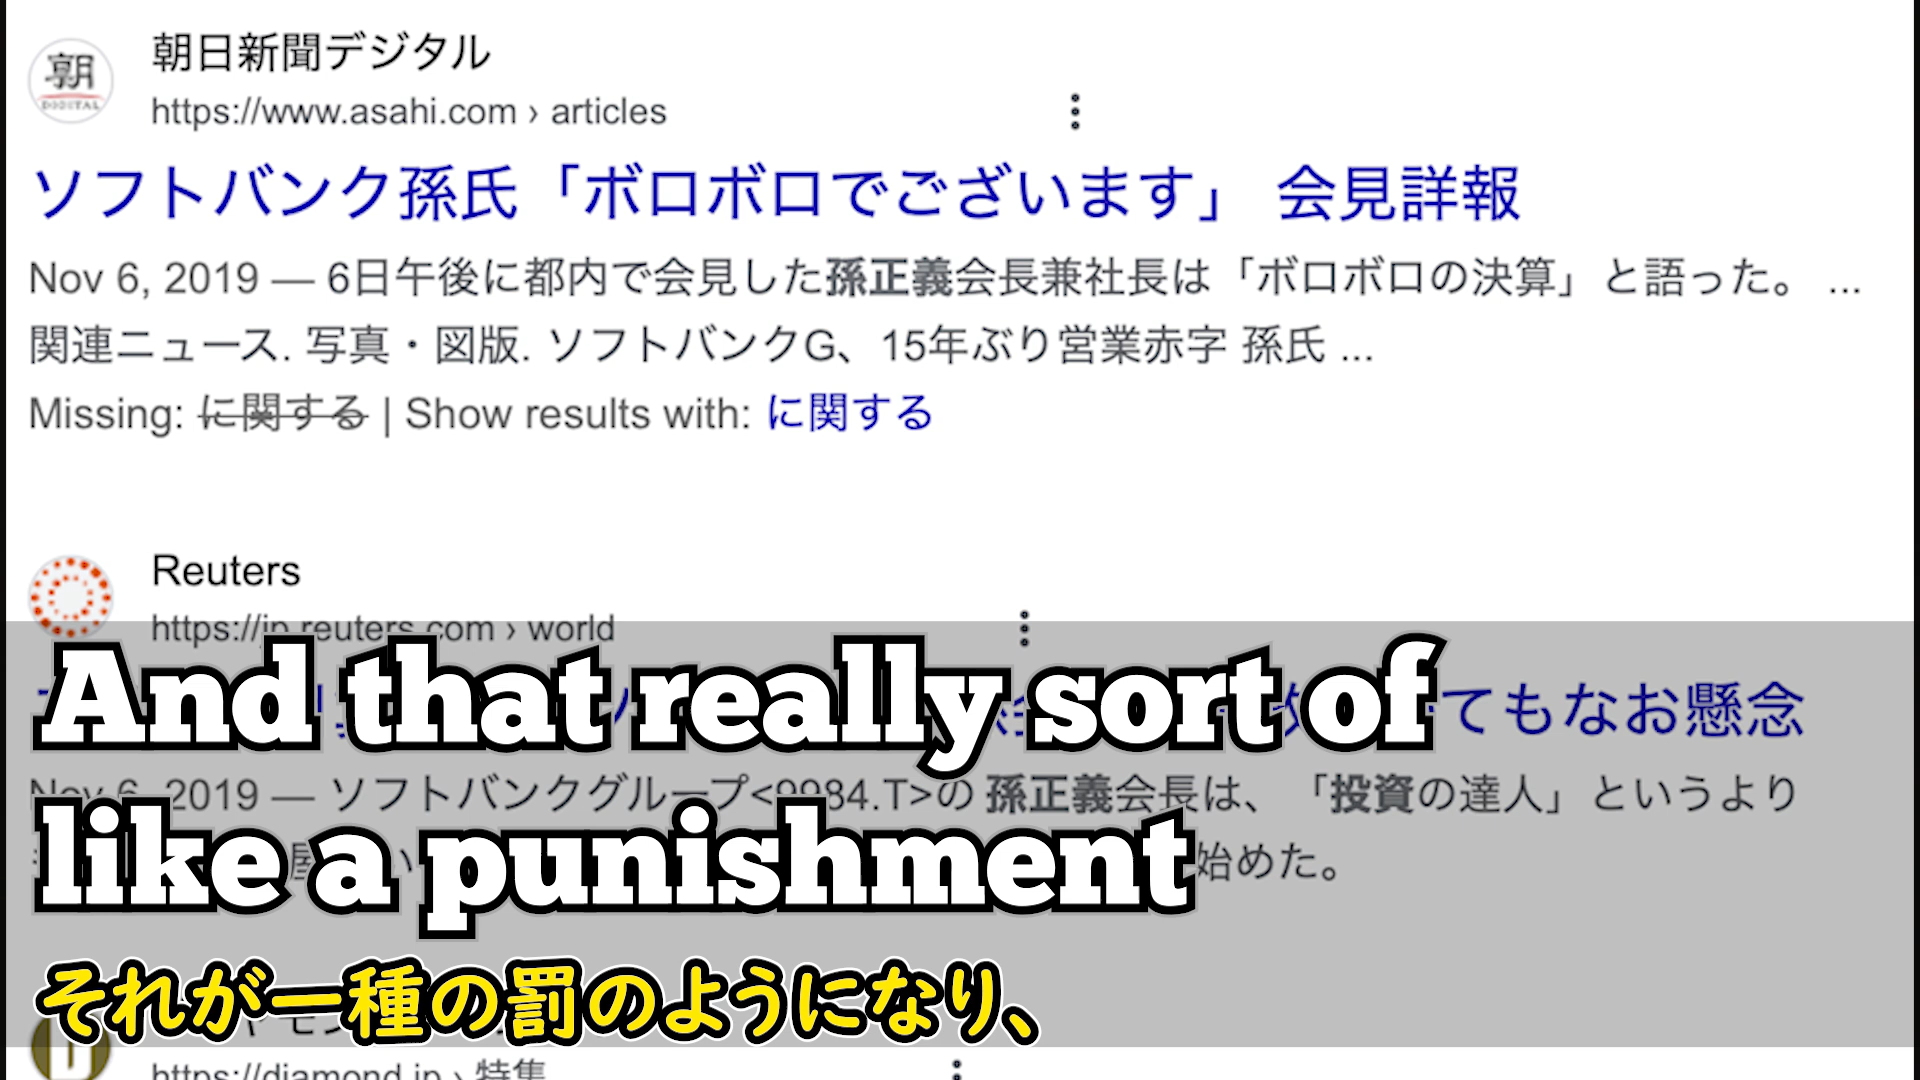 朝日新聞デジタル
https://www.asahi.com › articles
ソフトバンク孫氏「ボロボロでございます」 会見詳報
Nov 6, 2019 — 6日午後に都内で会見した孫正義会長兼社長は「ボロボロの決算」と語った。 ...
関連ニュース. 写真・図版. ソフトバンクG、15年ぶり営業赤字 孫氏 ...
Missing: に関する | Show results with: に関する
Reuters
https://jp.reuters.com › world
てもなお懸念
Nov 6, 2019 — ソフトバンクグループ<9984.T>の 孫正義会長は、「投資の達人」というより
始めた。
And that really sort of
like a punishment
それが一種の罰のようになり、
https://diamond.jp › 特集